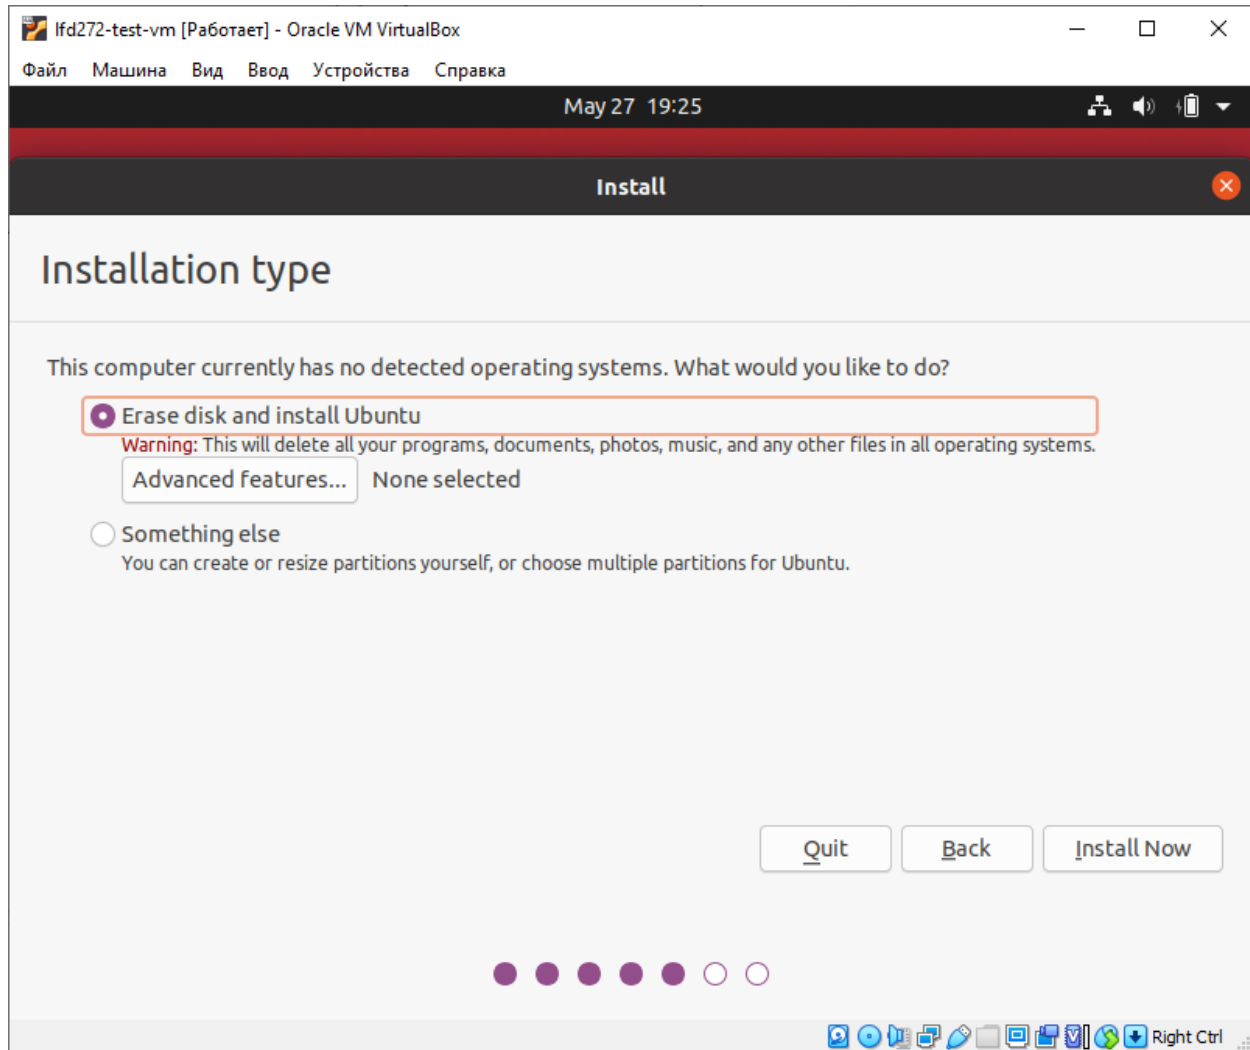 lfd272-test-vm [Работает] - Oracle VM VirtualBox
Файл Машина Вид Ввод Устройства Справка
May 27 19:25
Install
Installation type
This computer currently has no detected operating systems. What would you like to do?
Erase disk and install Ubuntu
Warning: This will delete all your programs, documents, photos, music, and any other files in all operating systems.
Advanced features... None selected
Something else
You can create or resize partitions yourself, or choose multiple partitions for Ubuntu.
Quit Back Install Now
Right Ctrl